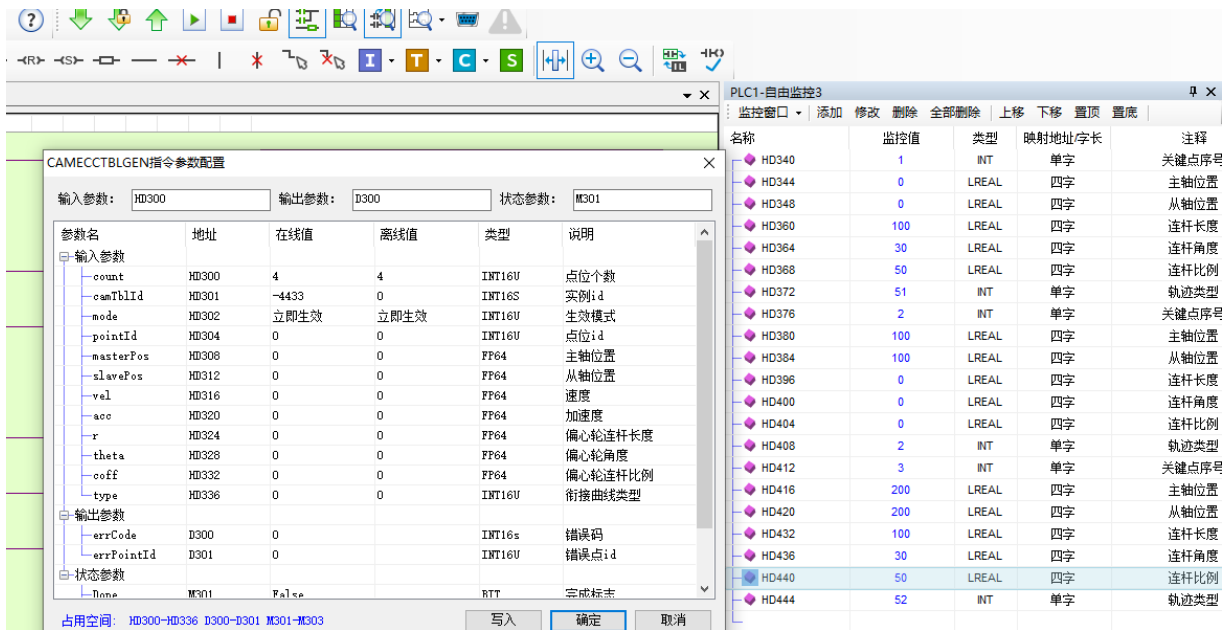 (R) (S) I T C S IL
CAMECCTBLGEN指令参数配置
输入参数: HD300 输出参数: D300 状态参数: M301
参数名 地址 在线值 离线值 类型 说明
输入参数
count HD300 4 4 INT16U 点位个数
camTblId HD301 -4433 0 INT16S 实例id
mode HD302 立即生效 立即生效 INT16U 生效模式
pointId HD304 0 0 INT16U 点位id
masterPos HD308 0 0 FP64 主轴位置
slavePos HD312 0 0 FP64 从轴位置
vel HD316 0 0 FP64 速度
acc HD320 0 0 FP64 加速度
r HD324 0 0 FP64 偏心轮连杆长度
theta HD328 0 0 FP64 偏心轮角度
coff HD332 0 0 FP64 偏心轮连杆比例
type HD336 0 0 INT16U 衔接曲线类型
输出参数
errCode D300 0 INT16s 错误码
errPointId D301 0 INT16U 错误点id
状态参数
Done M301 False BIT 完成标志
占用空间: HD300-HD336 D300-D301 M301-M303 写入 确定 取消
PLC1-自由监控3
监控窗口 添加 修改 删除 全部删除 上移 下移 置顶 置底
名称 监控值 类型 映射地址/字长 注释
HD340 1 INT 单字 关键点序号
HD344 0 LREAL 四字 主轴位置
HD348 0 LREAL 四字 从轴位置
HD360 100 LREAL 四字 连杆长度
HD364 30 LREAL 四字 连杆角度
HD368 50 LREAL 四字 连杆比例
HD372 51 INT 单字 轨迹类型
HD376 2 INT 单字 关键点序号
HD380 100 LREAL 四字 主轴位置
HD384 100 LREAL 四字 从轴位置
HD396 0 LREAL 四字 连杆长度
HD400 0 LREAL 四字 连杆角度
HD404 0 LREAL 四字 连杆比例
HD408 2 INT 单字 轨迹类型
HD412 3 INT 单字 关键点序号
HD416 200 LREAL 四字 主轴位置
HD420 200 LREAL 四字 从轴位置
HD432 100 LREAL 四字 连杆长度
HD436 30 LREAL 四字 连杆角度
HD440 50 LREAL 四字 连杆比例
HD444 52 INT 单字 轨迹类型